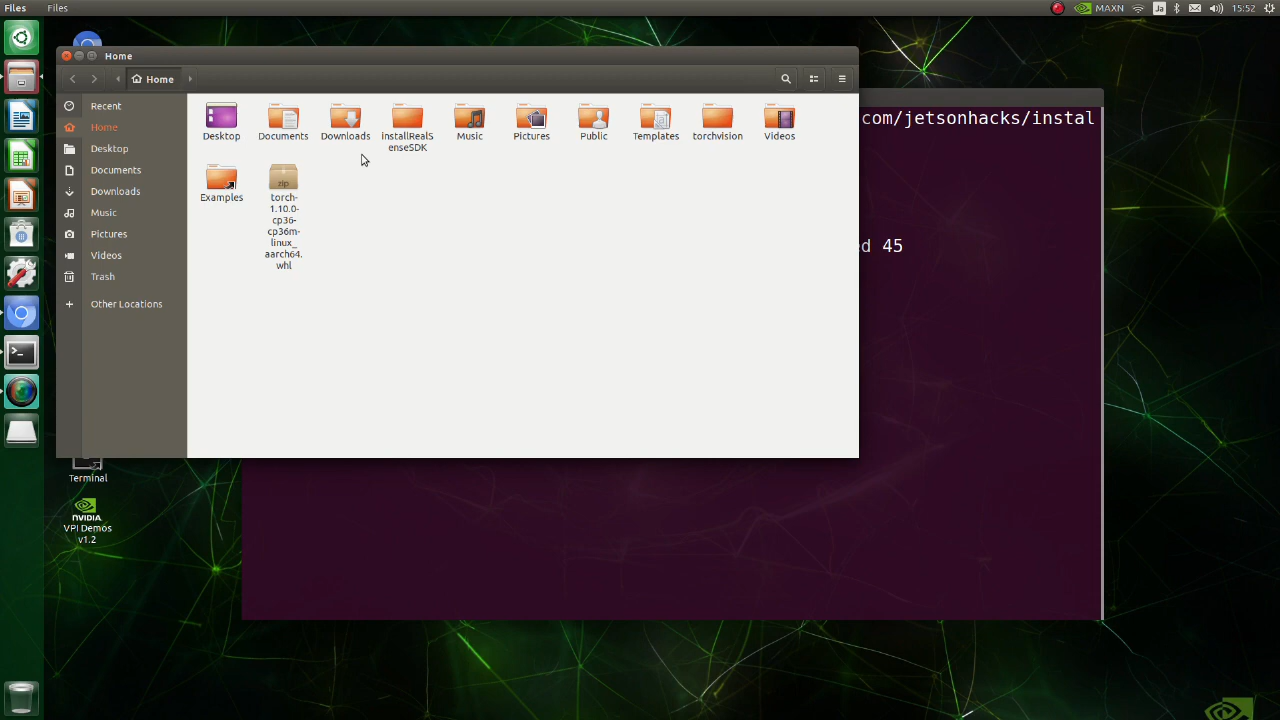 Files
Files
MAXN
Ja
15:52
Home
Home
Recent
Home
Desktop
Documents
Downloads
Music
Pictures
Videos
Trash
Other Locations
Desktop
Documents
Downloads
installReals
enseSDK
Music
Pictures
Public
Templates
torchvision
Videos
Examples
zip
torch-
1.10.0-
cp36-
cp36m-
linux_
aarch64.
whl
com/jetsonhacks/instal
ed 45
Terminal
NVIDIA
VPI Demos
v1.2